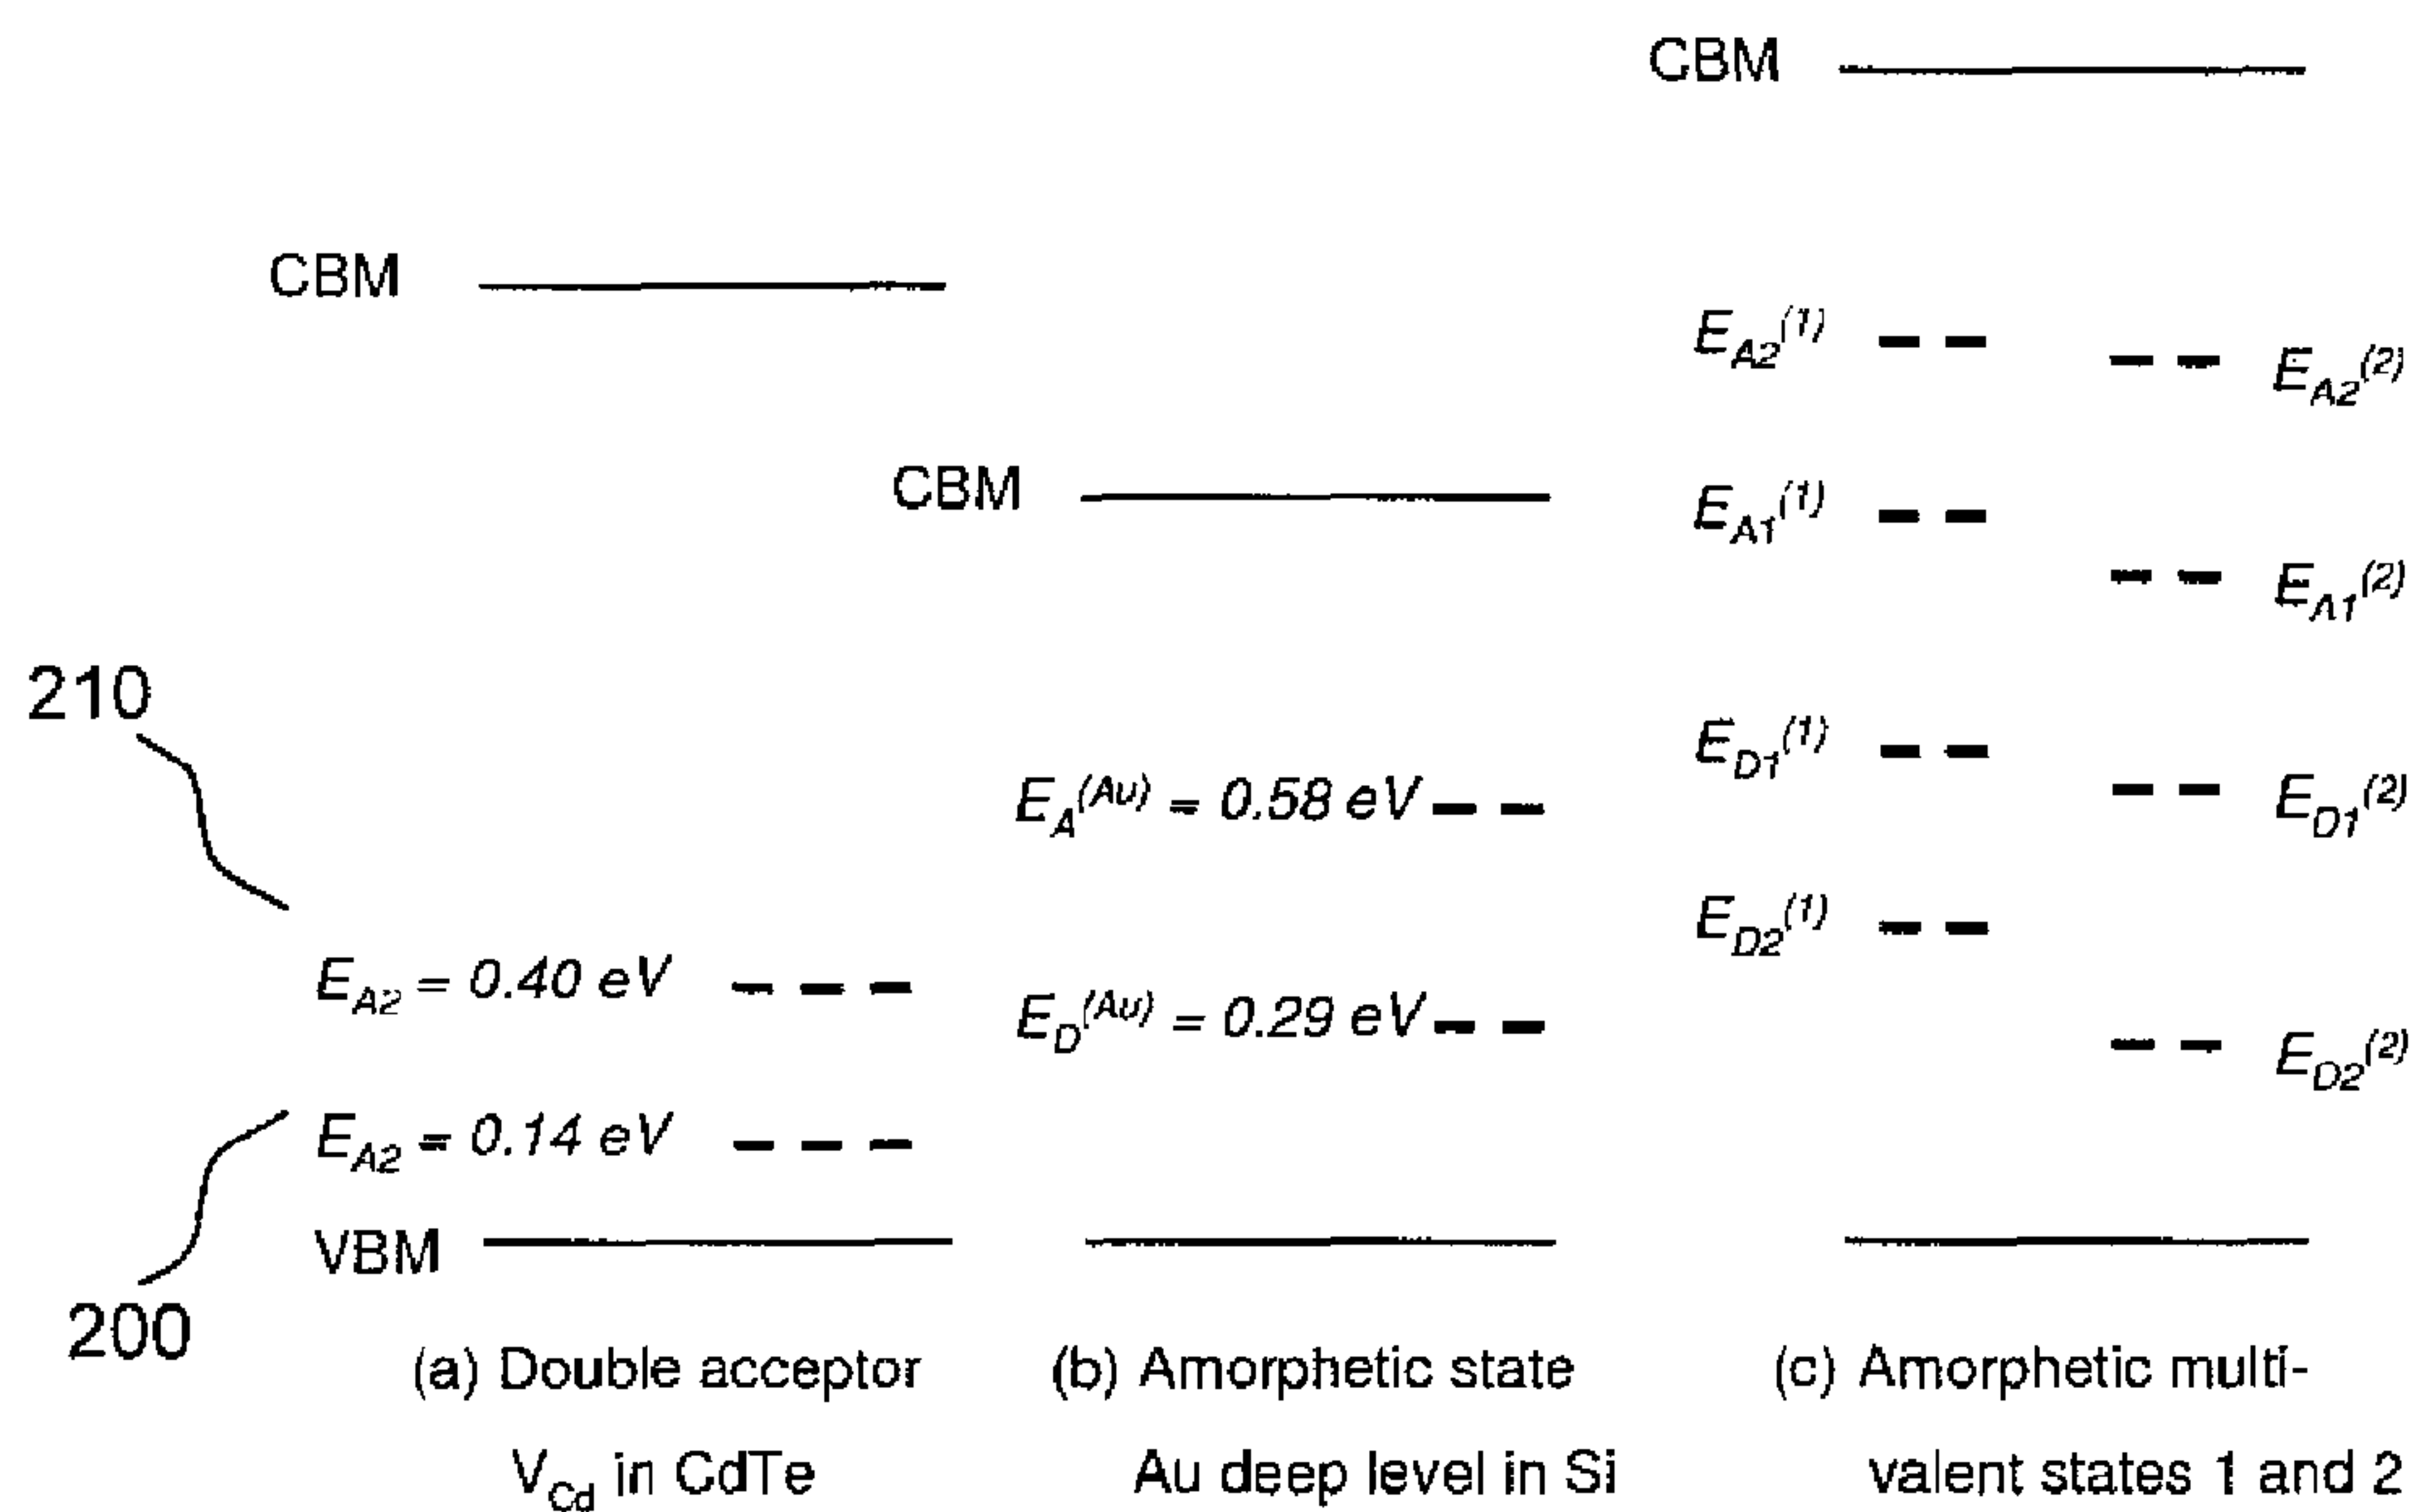 CBM
CBM
E_A2^(1)
E_A2^(2)
CBM
E_A1^(1)
E_A1^(2)
210
E_D1^(1)
E_A^(Au) = 0.58 eV
E_D1^(2)
E_D2^(1)
E_A2 = 0.40 eV
E_D^(Au) = 0.29 eV
E_D2^(2)
E_A2 = 0.14 eV
VBM
200
(a) Double acceptor
V_Cd in CdTe
(b) Amorphetic state
Au deep level in Si
(c) Amorphetic multi-
valent states 1 and 2